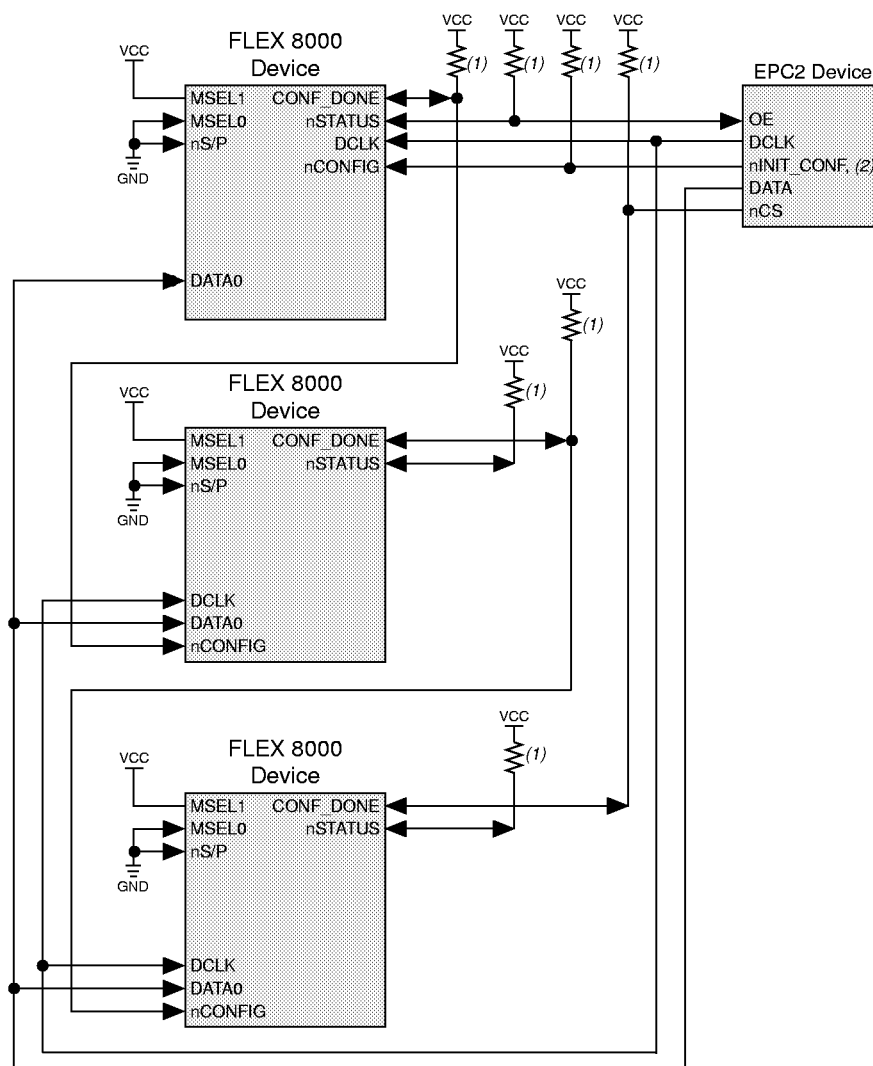 VCC VCC VCC VCC
(1) (1) (1) (1)
VCC
FLEX 8000
Device
MSEL1 CONF_DONE
MSEL0 nSTATUS
nS/P DCLK
nCONFIG
GND
DATA0
EPC2 Device
OE
DCLK
nINIT_CONF, (2)
DATA
nCS
VCC
(1)
VCC
(1)
VCC
FLEX 8000
Device
MSEL1 CONF_DONE
MSEL0 nSTATUS
nS/P
GND
DCLK
DATA0
nCONFIG
VCC
(1)
VCC
FLEX 8000
Device
MSEL1 CONF_DONE
MSEL0 nSTATUS
nS/P
GND
DCLK
DATA0
nCONFIG